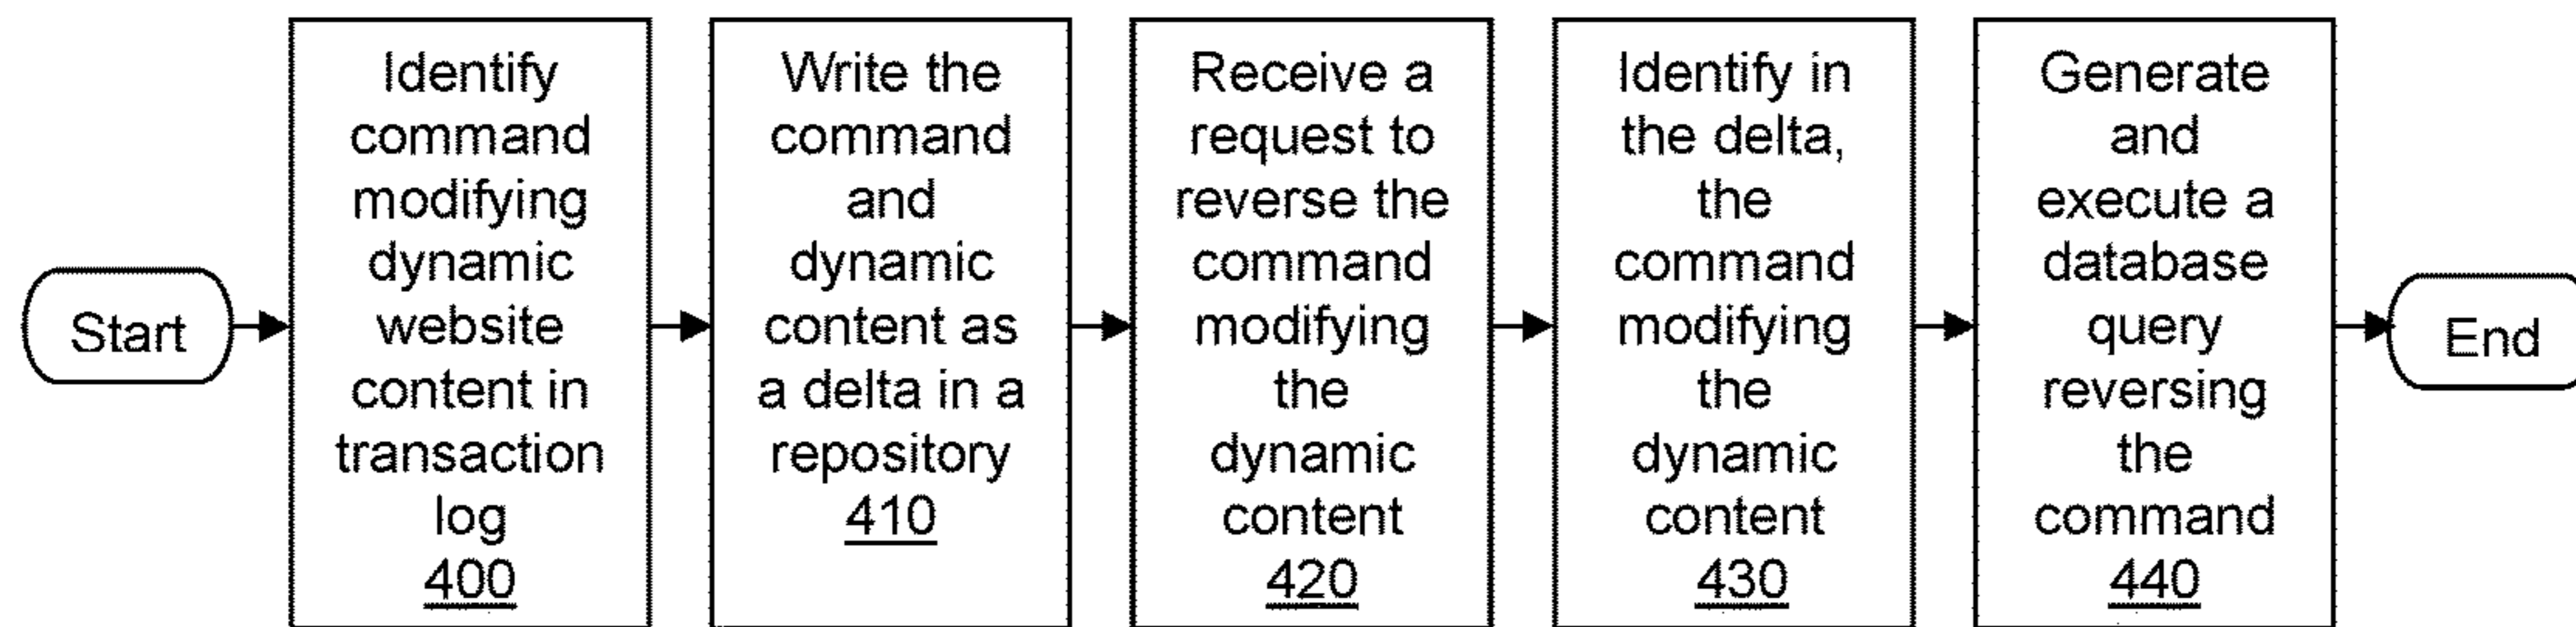 Start
Identify
command
modifying
dynamic
website
content in
transaction
log
400
Write the
command
and
dynamic
content as
a delta in a
repository
410
Receive a
request to
reverse the
command
modifying
the
dynamic
content
420
Identify in
the delta,
the
command
modifying
the
dynamic
content
430
Generate
and
execute a
database
query
reversing
the
command
440
End